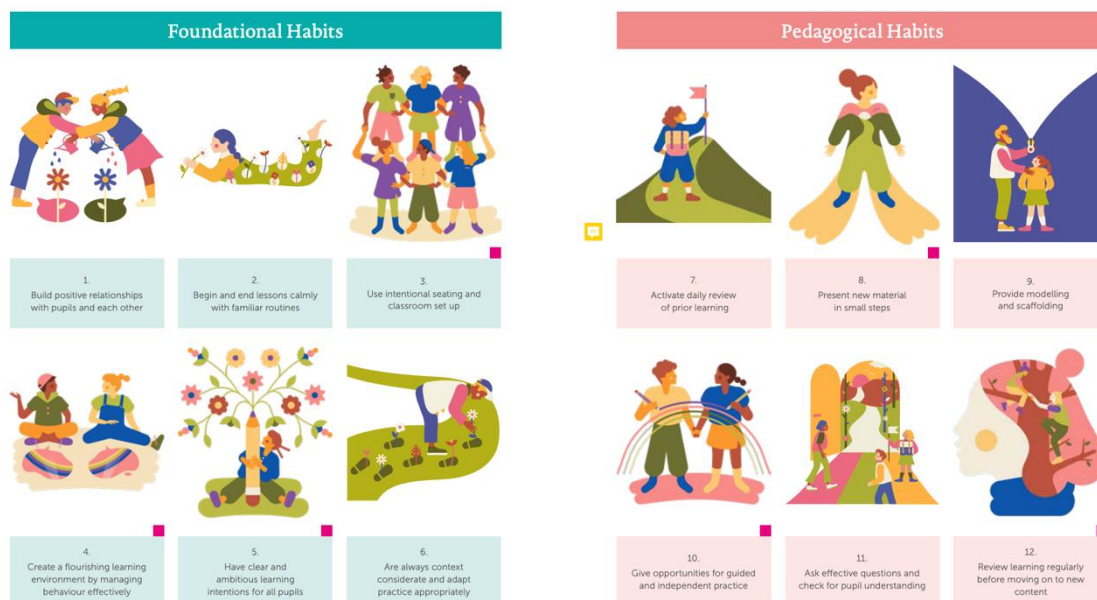 Foundational Habits
1.
Build positive relationships
with pupils and each other
2.
Begin and end lessons calmly
with familiar routines
3.
Use intentional seating and
classroom set up
4.
Create a flourishing learning
environment by managing
behaviour effectively
5.
Have clear and
ambitious learning
intentions for all pupils
6.
Are always context
considerate and adapt
practice appropriately
Pedagogical Habits
7.
Activate daily review
of prior learning
8.
Present new material
in small steps
9.
Provide modelling
and scaffolding
10.
Give opportunities for guided
and independent practice
11.
Ask effective questions and
check for pupil understanding
12.
Review learning regularly
before moving on to new
content